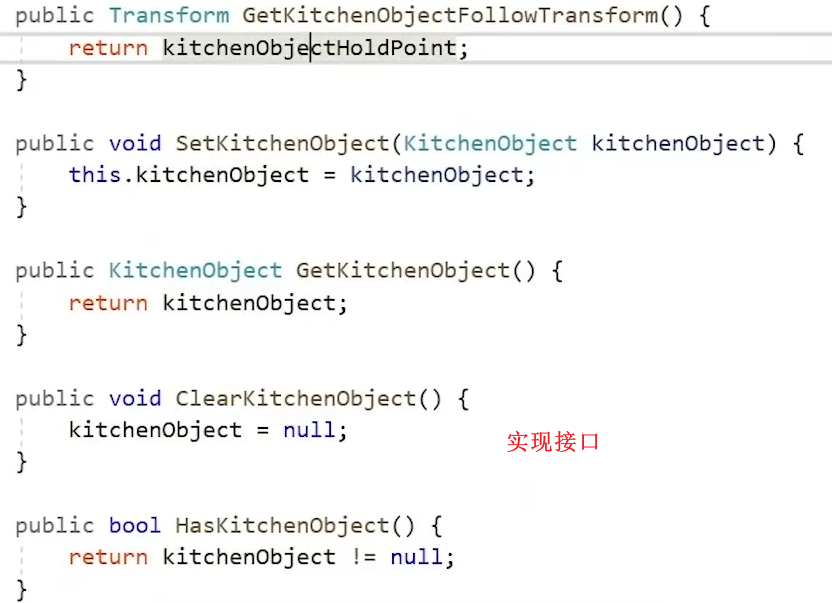 public Transform GetKitchenObjectFollowTransform() {
    return kitchenObjectHoldPoint;
}
public void SetKitchenObject(KitchenObject kitchenObject) {
    this.kitchenObject = kitchenObject;
}
public KitchenObject GetKitchenObject() {
    return kitchenObject;
}
public void ClearKitchenObject() {
    kitchenObject = null;
实现接口
}
public bool HasKitchenObject() {
    return kitchenObject != null;
}